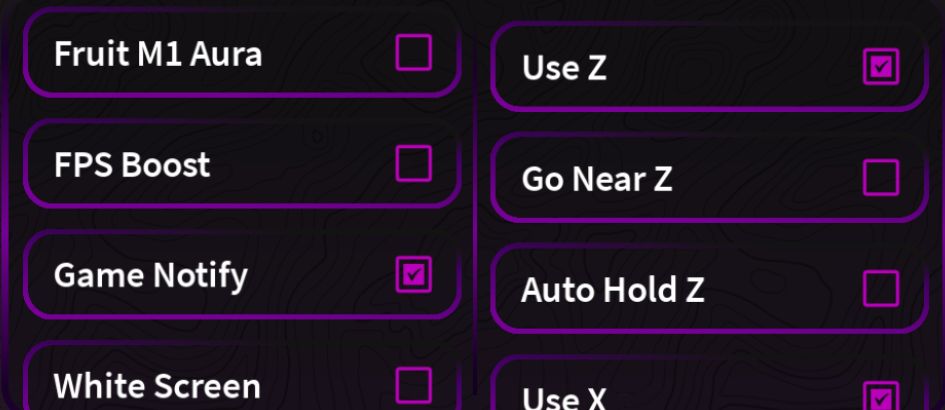 Fruit M1 Aura
FPS Boost
Game Notify
White Screen
Use Z
Go Near Z
Auto Hold Z
Use X